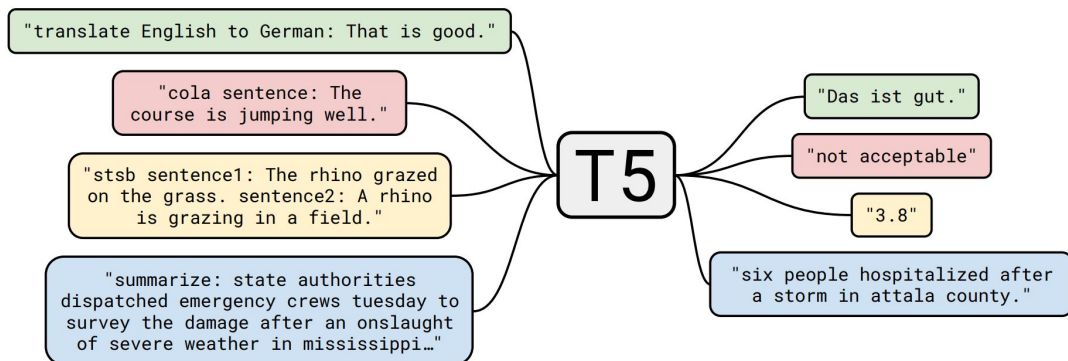 "translate English to German: That is good."
"cola sentence: The
course is jumping well."
"stsb sentence1: The rhino grazed
on the grass. sentence2: A rhino
is grazing in a field."
"summarize: state authorities
dispatched emergency crews tuesday to
survey the damage after an onslaught
of severe weather in mississippi…"
T5
"Das ist gut."
"not acceptable"
"3.8"
"six people hospitalized after
a storm in attala county."